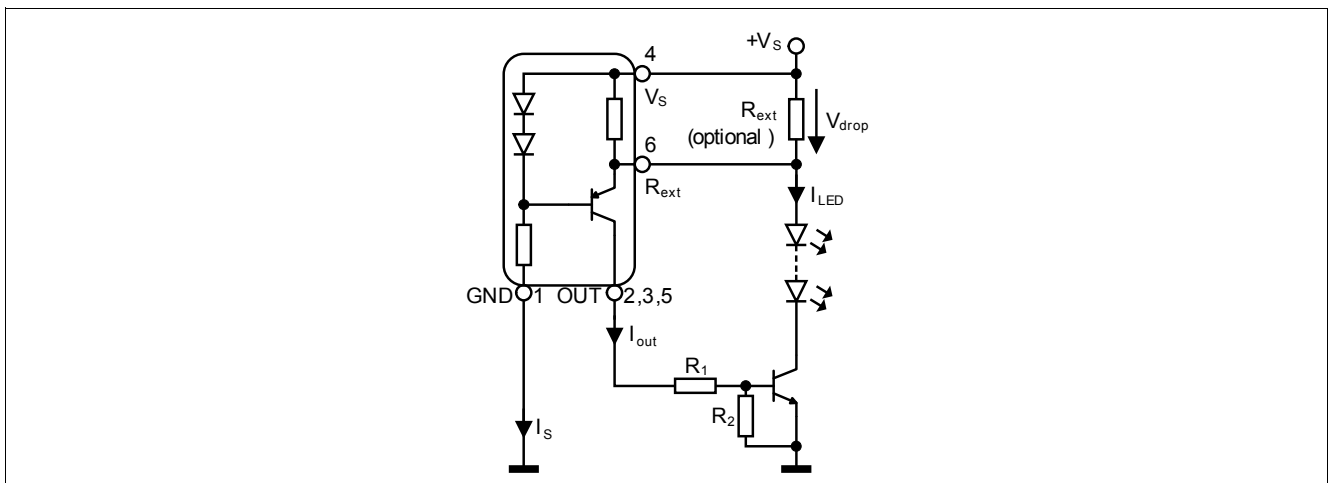 +VS
4
VS
Rext
(optional )
Vdrop
6
Rext
ILED
GND 1 OUT 2,3,5
Iout
R1
R2
IS